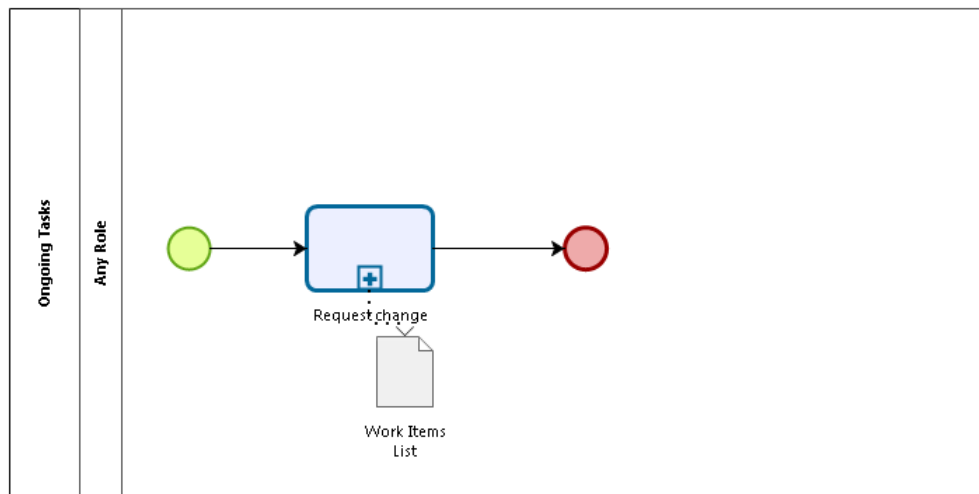 Ongoing Tasks
Any Role
Request change
Work Items
List